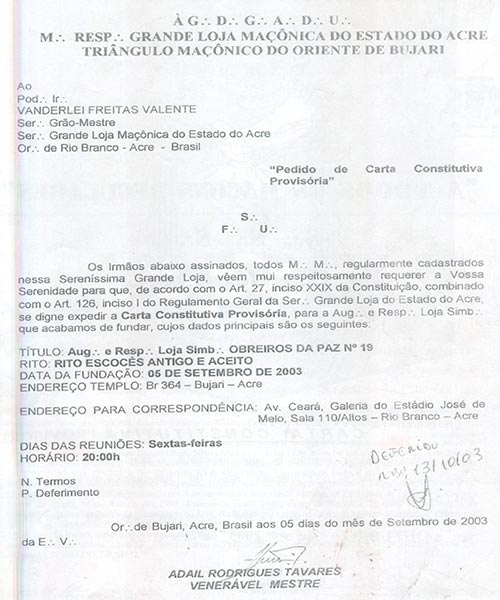 À G∴ D∴ G∴ A∴ D∴ U∴
M∴ RESP∴ GRANDE LOJA MAÇÔNICA DO ESTADO DO ACRE
TRIÂNGULO MAÇÔNICO DO ORIENTE DE BUJARI
Ao
Pod∴ Ir∴
VANDERLEI FREITAS VALENTE
Ser∴ Grão-Mestre
Ser∴ Grande Loja Maçônica do Estado do Acre
Or∴ de Rio Branco - Acre - Brasil
"Pedido de Carta Constitutiva
Provisória"
S∴
F∴ U∴
Os Irmãos abaixo assinados, todos M∴ M∴, regularmente cadastrados
nessa Sereníssima Grande Loja, vêem mui respeitosamente requerer a Vossa
Serenidade para que, de acordo com o Art. 27, inciso XXIX da Constituição, combinado
com o Art. 126, inciso I do Regulamento Geral da Ser∴ Grande Loja do Estado do Acre,
se digne expedir a Carta Constitutiva Provisória, para a Aug∴ e Resp∴ Loja Simb∴
que acabamos de fundar, cujos dados principais são os seguintes:
TÍTULO: Aug∴ e Resp∴ Loja Simb∴ OBREIROS DA PAZ Nº 19
RITO: RITO ESCOCÊS ANTIGO E ACEITO
DATA DA FUNDAÇÃO: 05 DE SETEMBRO DE 2003
ENDEREÇO TEMPLO: Br 364 – Bujari – Acre
ENDEREÇO PARA CORRESPONDÊNCIA: Av. Ceará, Galeria do Estádio José de
Melo, Sala 110/Altos – Rio Branco – Acre
DIAS DAS REUNIÕES: Sextas-feiras
HORÁRIO: 20:00h
DEFERIDO
13/10/03
N. Termos
P. Deferimento
Or∴ de Bujari, Acre, Brasil aos 05 dias do mês de Setembro de 2003
da E∴ V∴
ADAIL RODRIGUES TAVARES
VENERÁVEL MESTRE